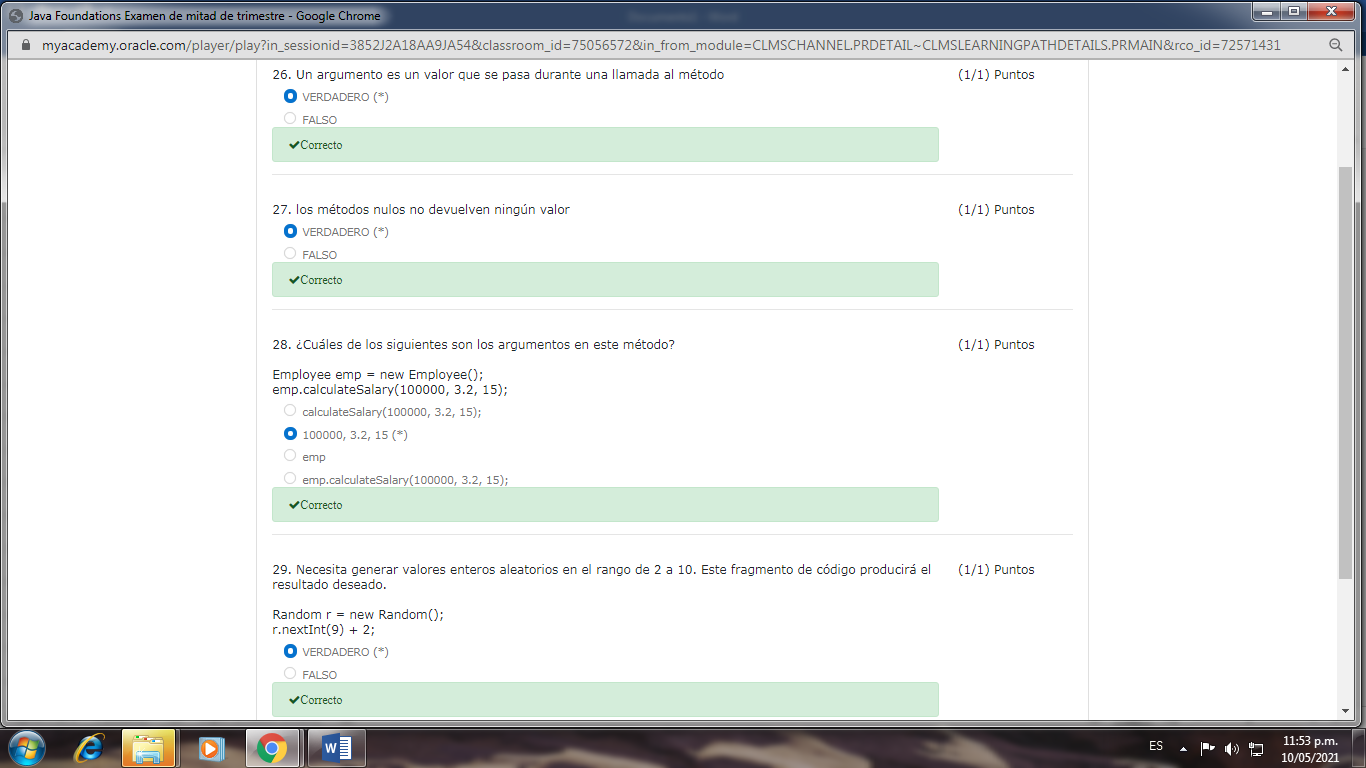 Java Foundations Examen de mitad de trimestre - Google Chrome
myacademy.oracle.com/player/play?in_sessionid=3852J2A18AA9JA54&classroom_id=75056572&in_from_module=CLMSCHANNEL.PRDETAIL~CLMSLEARNINGPATHDETAILS.PRMAIN&rco_id=72571431
26. Un argumento es un valor que se pasa durante una llamada al método (1/1) Puntos
VERDADERO (*)
FALSO
Correcto
27. los métodos nulos no devuelven ningún valor (1/1) Puntos
VERDADERO (*)
FALSO
Correcto
28. ¿Cuáles de los siguientes son los argumentos en este método? (1/1) Puntos
Employee emp = new Employee();
emp.calculateSalary(100000, 3.2, 15);
calculateSalary(100000, 3.2, 15);
100000, 3.2, 15 (*)
emp
emp.calculateSalary(100000, 3.2, 15);
Correcto
29. Necesita generar valores enteros aleatorios en el rango de 2 a 10. Este fragmento de código producirá el (1/1) Puntos
resultado deseado.
Random r = new Random();
r.nextInt(9) + 2;
VERDADERO (*)
FALSO
Correcto
ES
11:53 p.m.
10/05/2021